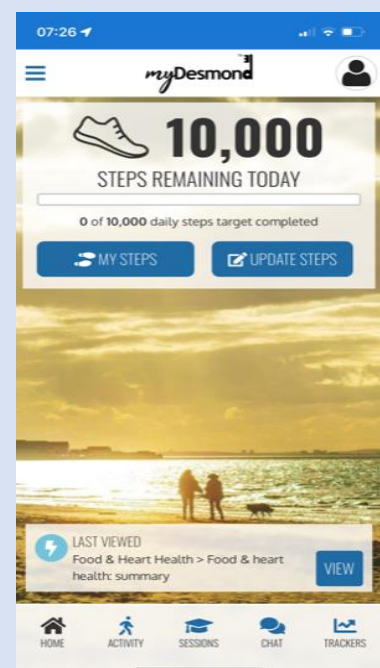 07:26
myDesmond
10,000
STEPS REMAINING TODAY
0 of 10,000 daily steps target completed
MY STEPS
UPDATE STEPS
LAST VIEWED
Food & Heart Health > Food & heart
health: summary
VIEW
HOME
ACTIVITY
SESSIONS
CHAT
TRACKERS